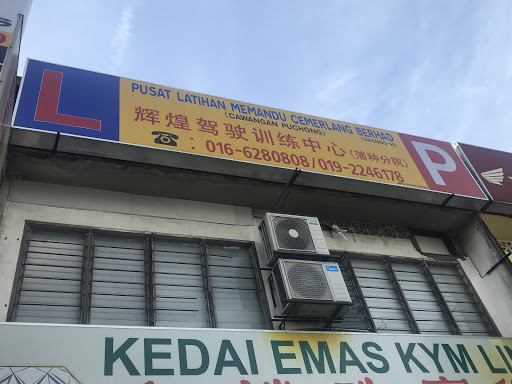 L
PUSAT LATIHAN MEMANDU CEMERLANG BERHAD
(CAWANGAN PUCHONG)
辉煌驾驶训练中心(蒲种分院)
☎ : 016-6280808/019-2246178
P
KEDAI EMAS KYM